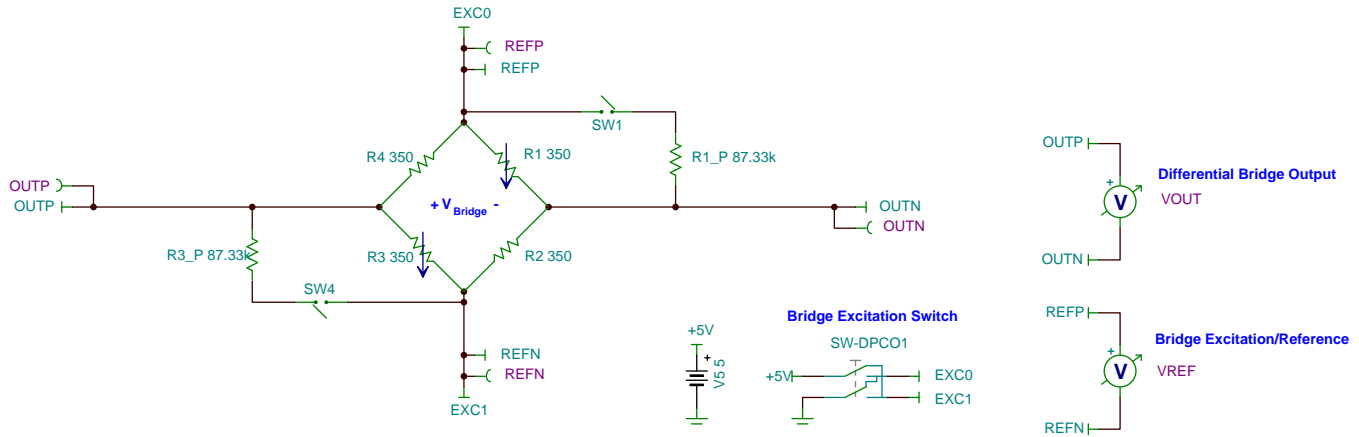 EXC0
REFP
REFP
SW1
R4 350
R1 350
R1_P 87.33k
OUTP
OUTP
+ V Bridge -
OUTN
OUTN
R3_P 87.33k
R3 350
R2 350
SW4
REFN
REFN
EXC1
+5V
+
V5 5
Bridge Excitation Switch
SW-DPCO1
+5V
EXC0
EXC1
OUTP
+
V
Differential Bridge Output
VOUT
OUTN
REFP
+
V
Bridge Excitation/Reference
VREF
REFN